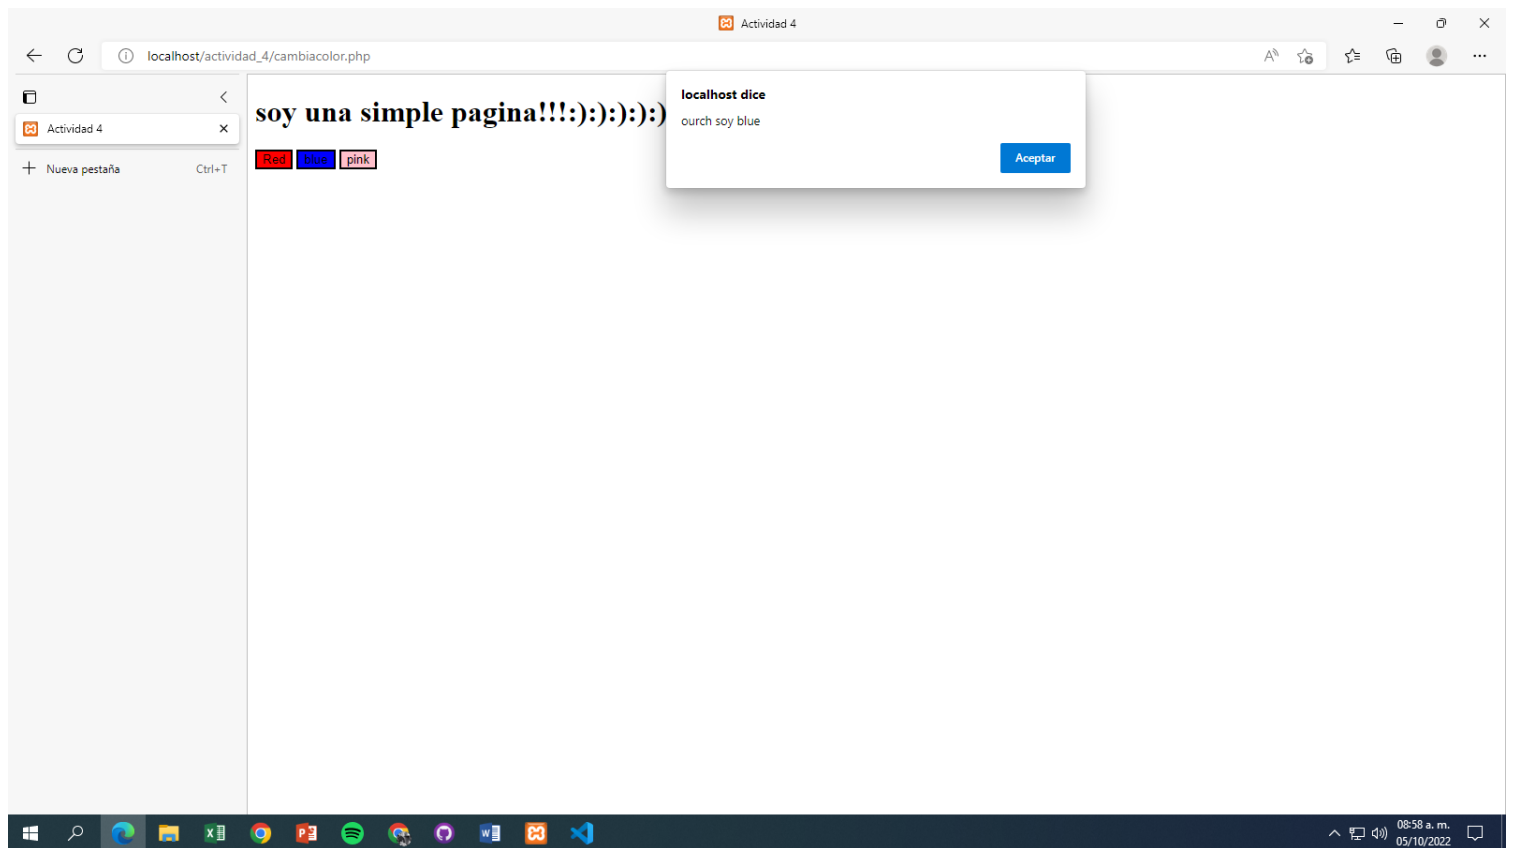 Actividad 4
localhost/actividad_4/cambiacolor.php
Actividad 4
Nueva pestaña Ctrl+T
soy una simple pagina!!!:):):):):)
Red blue pink
localhost dice
ourch soy blue
Aceptar
08:58 a. m.
05/10/2022